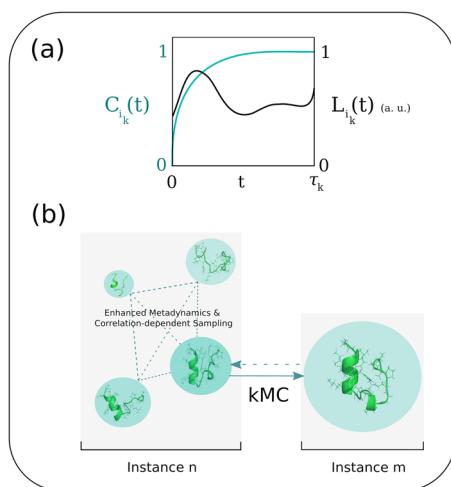 (a)
1
1
C_{i_k}(t)
L_{i_k}(t) (a. u.)
0
0
0
t
τ_k
(b)
Enhanced Metadynamics &
Correlation-dependent Sampling
kMC
Instance n
Instance m